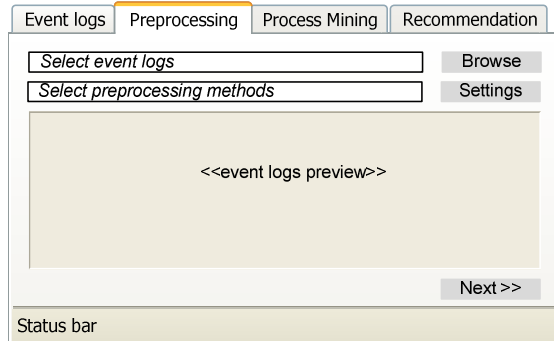 Event logs Preprocessing Process Mining Recommendation
Select event logs Browse
Select preprocessing methods Settings
<<event logs preview>>
Next >>
Status bar